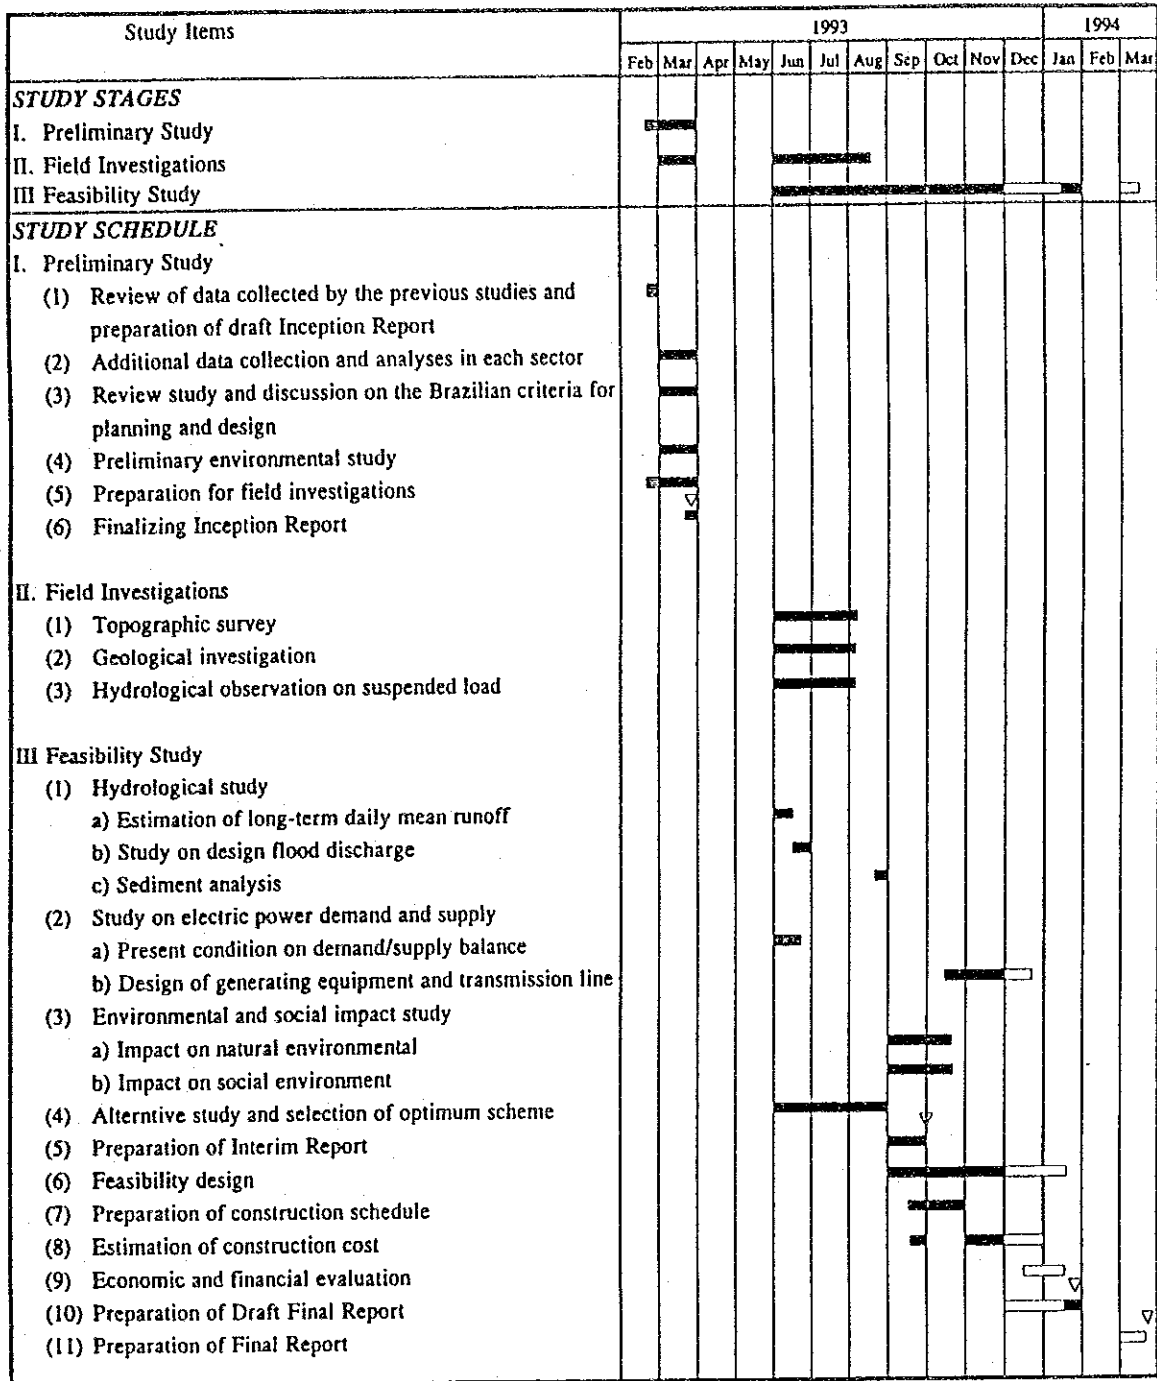 Study Items
1993
1994
Feb Mar Apr May Jun Jul Aug Sep Oct Nov Dec Jan Feb Mar
STUDY STAGES
I. Preliminary Study
II. Field Investigations
III Feasibility Study
STUDY SCHEDULE
I. Preliminary Study
(1) Review of data collected by the previous studies and
preparation of draft Inception Report
(2) Additional data collection and analyses in each sector
(3) Review study and discussion on the Brazilian criteria for
planning and design
(4) Preliminary environmental study
(5) Preparation for field investigations
(6) Finalizing Inception Report
II. Field Investigations
(1) Topographic survey
(2) Geological investigation
(3) Hydrological observation on suspended load
III Feasibility Study
(1) Hydrological study
a) Estimation of long-term daily mean runoff
b) Study on design flood discharge
c) Sediment analysis
(2) Study on electric power demand and supply
a) Present condition on demand/supply balance
b) Design of generating equipment and transmission line
(3) Environmental and social impact study
a) Impact on natural environmental
b) Impact on social environment
(4) Alterntive study and selection of optimum scheme
(5) Preparation of Interim Report
(6) Feasibility design
(7) Preparation of construction schedule
(8) Estimation of construction cost
(9) Economic and financial evaluation
(10) Preparation of Draft Final Report
(11) Preparation of Final Report